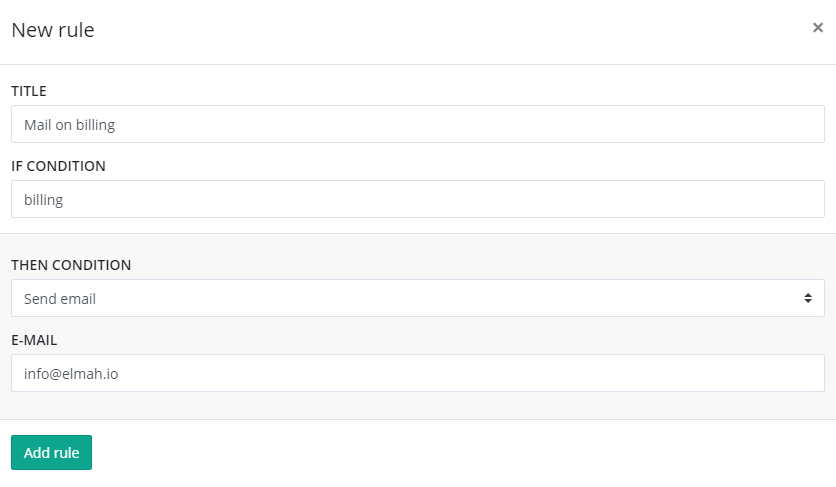 New rule
×
TITLE
Mail on billing
IF CONDITION
billing
THEN CONDITION
Send email
E-MAIL
info@elmah.io
Add rule